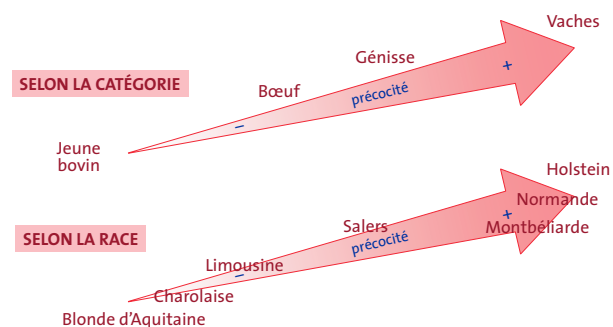 Vaches
Génisse
+
SELON LA CATÉGORIE
Bœuf
précocité
–
Jeune
bovin
Holstein
Normande
+
Salers
Montbéliarde
SELON LA RACE
précocité
Limousine
–
Charolaise
Blonde d'Aquitaine